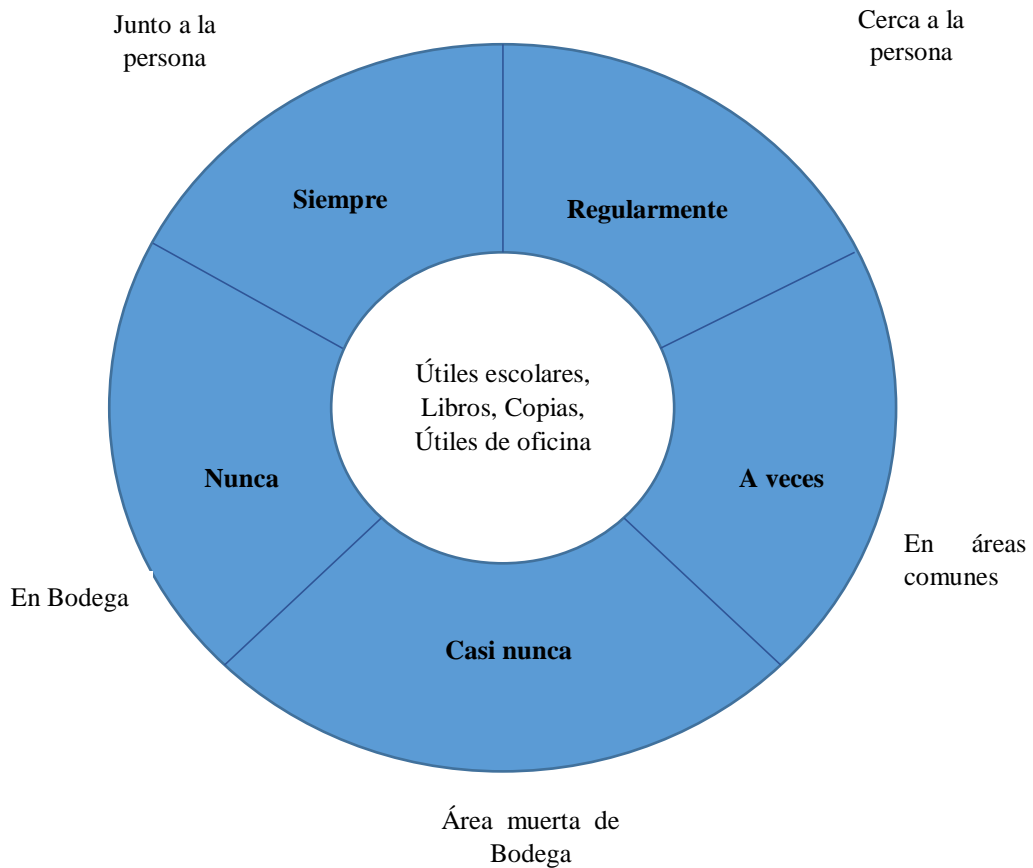 Junto a la
persona
Cerca a la
persona
Siempre
Regularmente
Útiles escolares,
Libros, Copias,
Útiles de oficina
Nunca
A veces
En áreas
comunes
En Bodega
Casi nunca
Área muerta de
Bodega